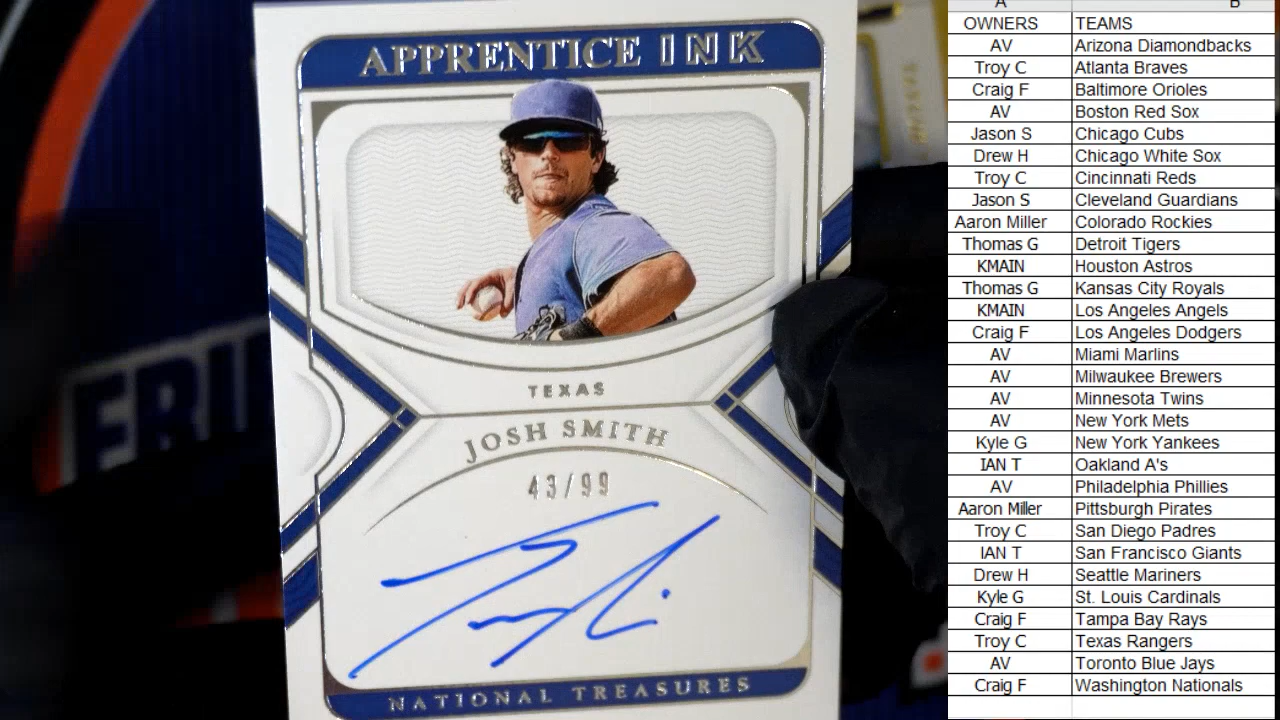 APPRENTICE INK
TEXAS
JOSH SMITH
43/99
NATIONAL TREASURES
A B
OWNERS TEAMS
AV Arizona Diamondbacks
Troy C Atlanta Braves
Craig F Baltimore Orioles
AV Boston Red Sox
Jason S Chicago Cubs
Drew H Chicago White Sox
Troy C Cincinnati Reds
Jason S Cleveland Guardians
Aaron Miller Colorado Rockies
Thomas G Detroit Tigers
KMAIN Houston Astros
Thomas G Kansas City Royals
KMAIN Los Angeles Angels
Craig F Los Angeles Dodgers
AV Miami Marlins
AV Milwaukee Brewers
AV Minnesota Twins
AV New York Mets
Kyle G New York Yankees
IAN T Oakland A's
AV Philadelphia Phillies
Aaron Miller Pittsburgh Pirates
Troy C San Diego Padres
IAN T San Francisco Giants
Drew H Seattle Mariners
Kyle G St. Louis Cardinals
Craig F Tampa Bay Rays
Troy C Texas Rangers
AV Toronto Blue Jays
Craig F Washington Nationals